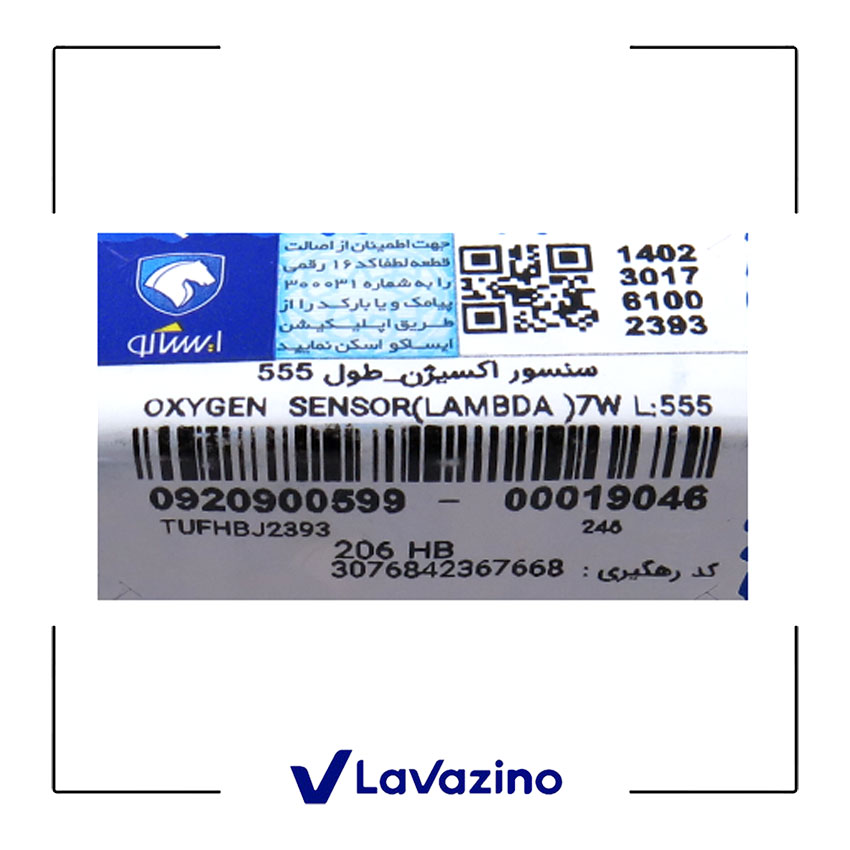 جهت اطمینان از اصالت
قطعه لطفا کد ۱۶ رقمی
را به شماره ۳۰۰۰۳۱
پیامک و یا بارکد را از
طریق اپلیکیشن
ایساکو اسکن نمایید
1402
3017
6100
2393
ایساکو
سنسور اکسیژن_طول 555
OXYGEN SENSOR(LAMBDA )7W L:555
0920900599 - 00019046
TUFHBJ2393 246
206 HB
کد رهگیری : 3076842367668
LaVazino